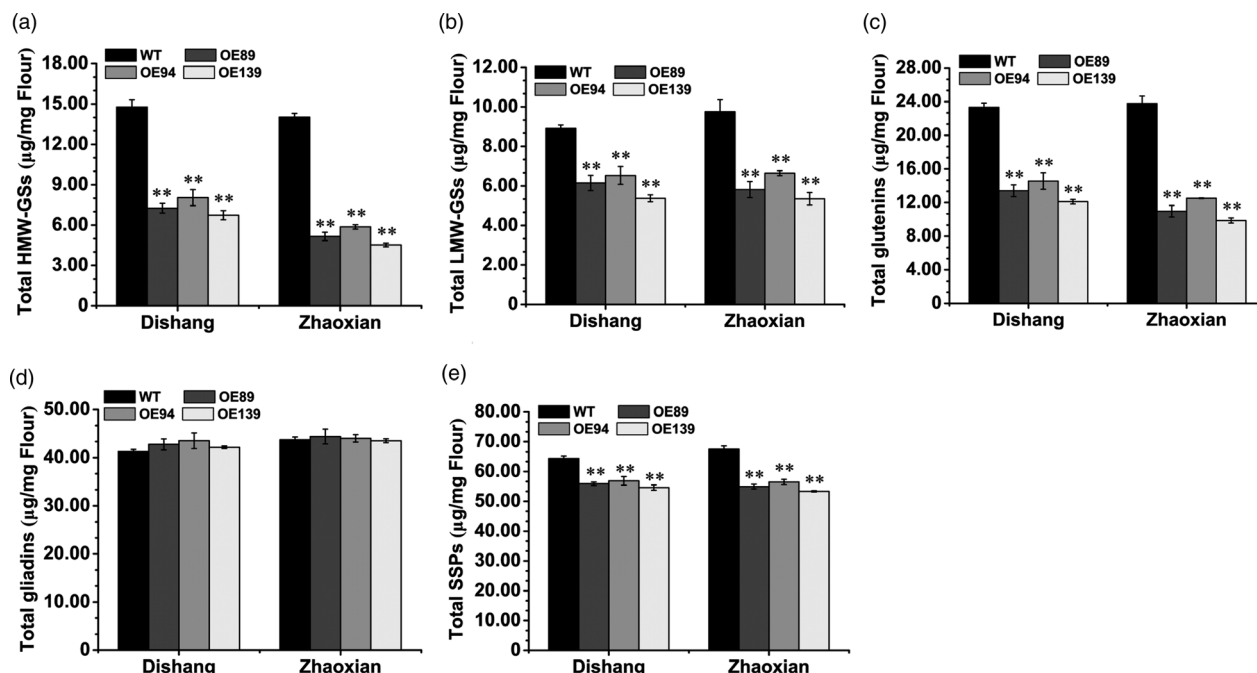 (a)
WT OE89
OE94 OE139
Total HMW-GSs (μg/mg Flour)
18.00
15.00
12.00
9.00
6.00
3.00
.00
** ** **
** ** **
Dishang Zhaoxian
(b)
WT OE89
OE94 OE139
Total LMW-GSs (μg/mg Flour)
12.00
10.00
8.00
6.00
4.00
2.00
.00
** ** **
** ** **
Dishang Zhaoxian
(c)
WT OE89
OE94 OE139
Total glutenins (μg/mg Flour)
28.00
24.00
20.00
16.00
12.00
8.00
4.00
.00
** ** **
** ** **
Dishang Zhaoxian
(d)
WT OE89
OE94 OE139
Total gliadins (μg/mg Flour)
50.00
40.00
30.00
20.00
10.00
.00
Dishang Zhaoxian
(e)
WT OE89
OE94 OE139
Total SSPs (μg/mg Flour)
80.00
70.00
60.00
50.00
40.00
30.00
20.00
10.00
.00
** ** **
** ** **
Dishang Zhaoxian